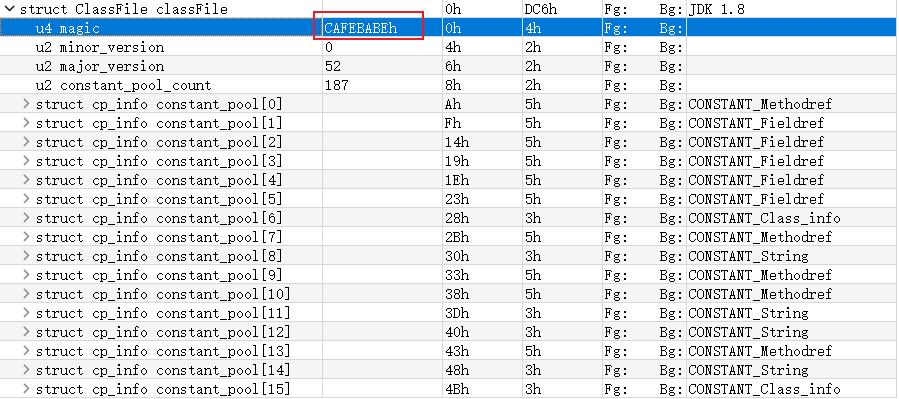 struct ClassFile classFile 0h DC6h Fg: Bg: JDK 1.8
u4 magic CAFEBABEh 0h 4h Fg: Bg:
u2 minor_version 0 4h 2h Fg: Bg:
u2 major_version 52 6h 2h Fg: Bg:
u2 constant_pool_count 187 8h 2h Fg: Bg:
struct cp_info constant_pool[0] Ah 5h Fg: Bg: CONSTANT_Methodref
struct cp_info constant_pool[1] Fh 5h Fg: Bg: CONSTANT_Fieldref
struct cp_info constant_pool[2] 14h 5h Fg: Bg: CONSTANT_Fieldref
struct cp_info constant_pool[3] 19h 5h Fg: Bg: CONSTANT_Fieldref
struct cp_info constant_pool[4] 1Eh 5h Fg: Bg: CONSTANT_Fieldref
struct cp_info constant_pool[5] 23h 5h Fg: Bg: CONSTANT_Fieldref
struct cp_info constant_pool[6] 28h 3h Fg: Bg: CONSTANT_Class_info
struct cp_info constant_pool[7] 2Bh 5h Fg: Bg: CONSTANT_Methodref
struct cp_info constant_pool[8] 30h 3h Fg: Bg: CONSTANT_String
struct cp_info constant_pool[9] 33h 5h Fg: Bg: CONSTANT_Methodref
struct cp_info constant_pool[10] 38h 5h Fg: Bg: CONSTANT_Methodref
struct cp_info constant_pool[11] 3Dh 3h Fg: Bg: CONSTANT_String
struct cp_info constant_pool[12] 40h 3h Fg: Bg: CONSTANT_String
struct cp_info constant_pool[13] 43h 5h Fg: Bg: CONSTANT_Methodref
struct cp_info constant_pool[14] 48h 3h Fg: Bg: CONSTANT_String
struct cp_info constant_pool[15] 4Bh 3h Fg: Bg: CONSTANT_Class_info